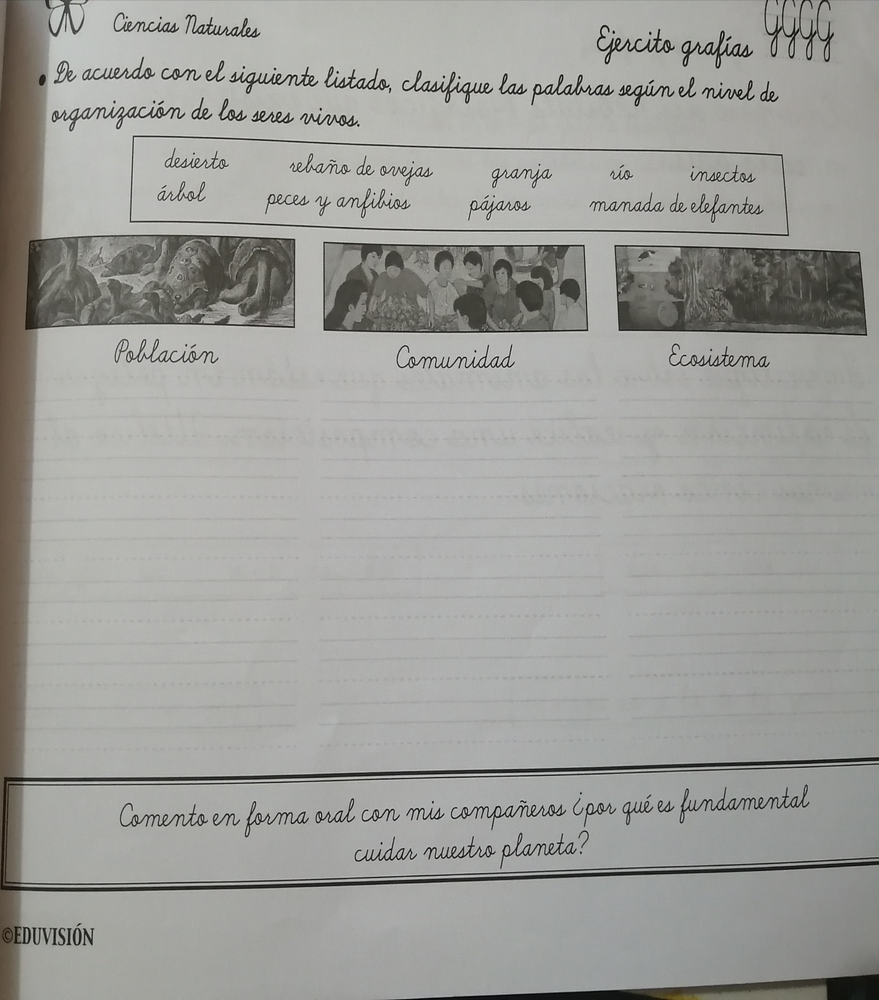 Ciencias Naturales
Ejercito grafías
• De acuerdo con el siguiente listado, clasifique las palabras según el nivel de
organización de los seres vivos.
desierto rebaño de ovejas granja río insectos
árbol peces y anfibios pájaros manada de elefantes
Población Comunidad Ecosistema
Comento en forma oral con mis compañeros ¿por qué es fundamental
cuidar nuestro planeta?
©EDUVISIÓN